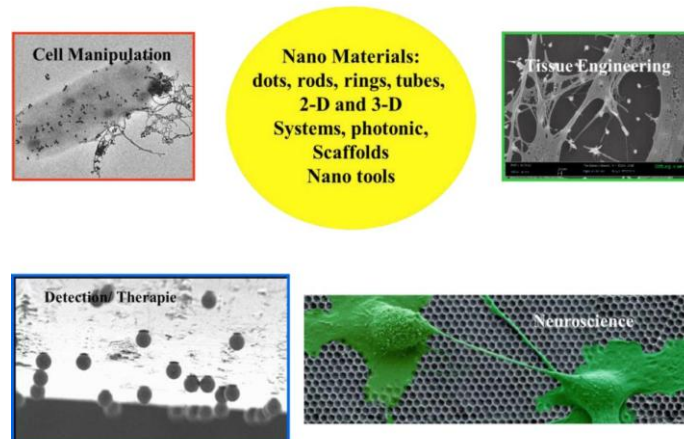 Cell Manipulation
Nano Materials:
dots, rods, rings, tubes,
2-D and 3-D
Systems, photonic,
Scaffolds
Nano tools
Tissue Engineering
Detection/ Therapie
Neuroscience